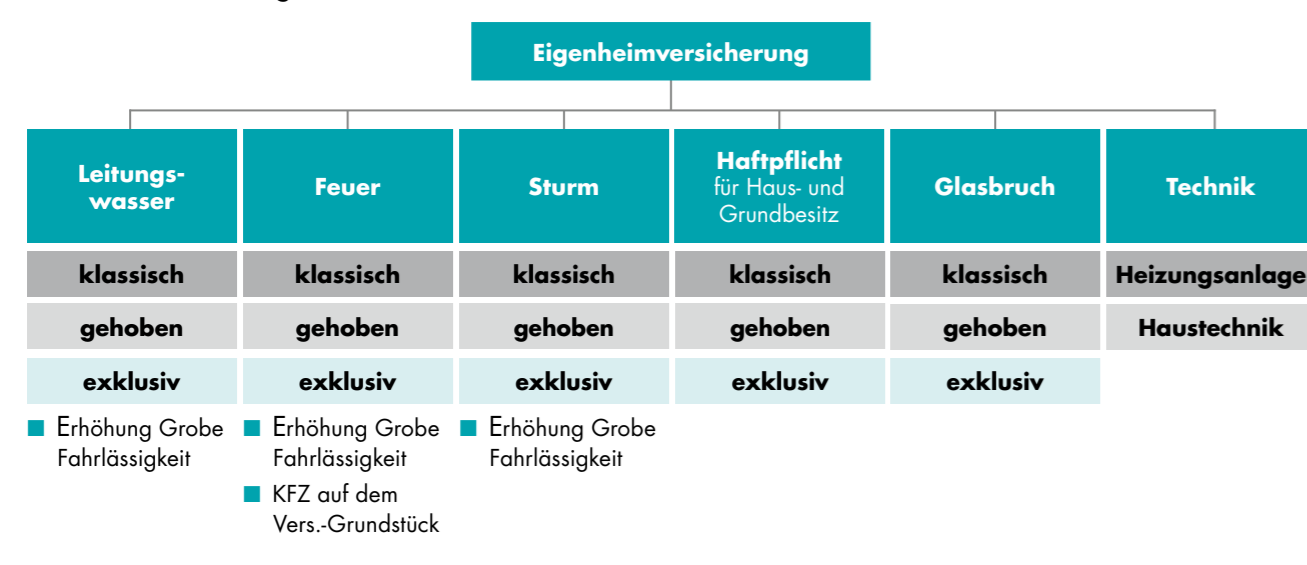 Eigenheimversicherung
Leitungs-
wasser
Feuer
Sturm
Haftpflicht
für Haus- und
Grundbesitz
Glasbruch
Technik
klassisch
klassisch
klassisch
klassisch
klassisch
Heizungsanlage
gehoben
gehoben
gehoben
gehoben
gehoben
Haustechnik
exklusiv
exklusiv
exklusiv
exklusiv
exklusiv
Erhöhung Grobe
Fahrlässigkeit
Erhöhung Grobe
Fahrlässigkeit
KFZ auf dem
Vers.-Grundstück
Erhöhung Grobe
Fahrlässigkeit